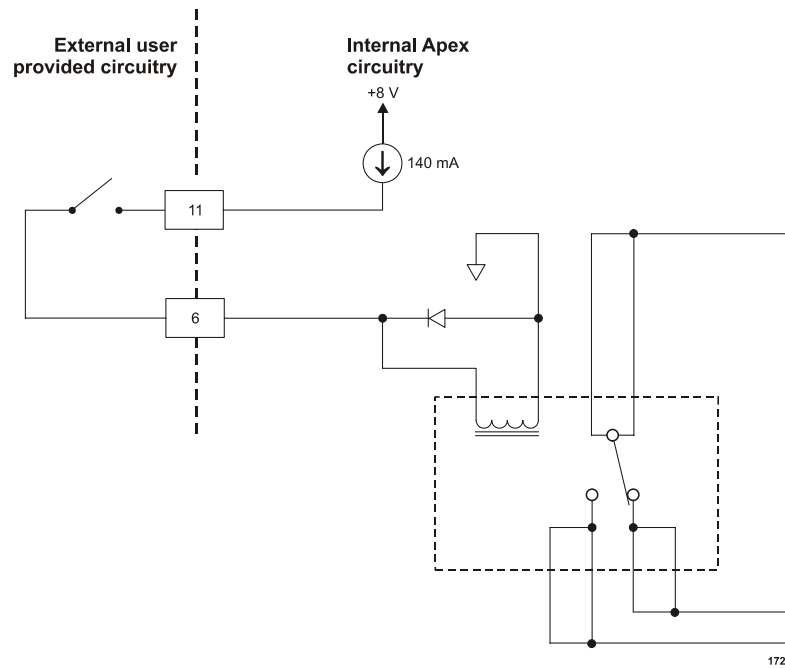 External user
provided circuitry
Internal Apex
circuitry
+8 V
140 mA
11
6
172